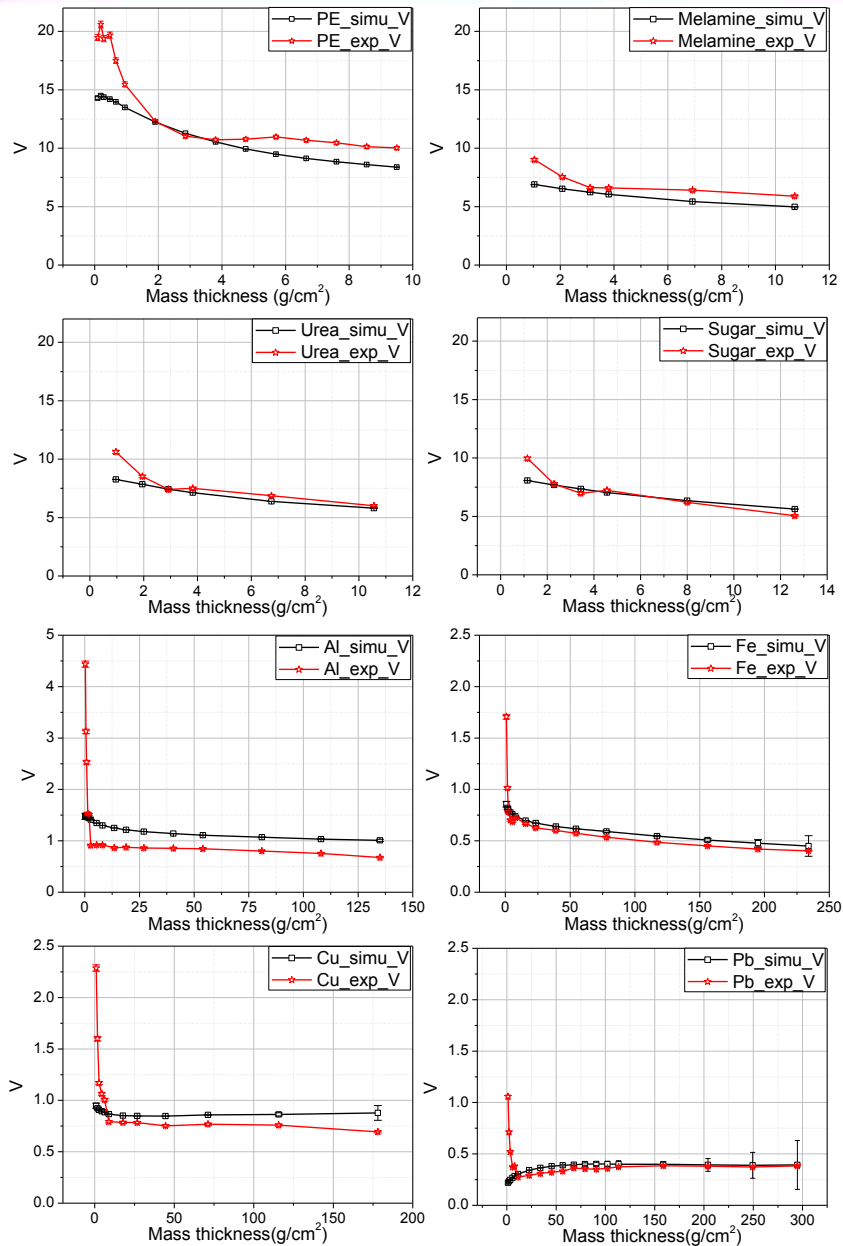 PE_simu_V
PE_exp_V
V
20
15
10
5
0
0 2 4 6 8 10
Mass thickness (g/cm²)
Melamine_simu_V
Melamine_exp_V
V
20
15
10
5
0
0 2 4 6 8 10 12
Mass thickness(g/cm²)
Urea_simu_V
Urea_exp_V
V
20
15
10
5
0
0 2 4 6 8 10 12
Mass thickness(g/cm²)
Sugar_simu_V
Sugar_exp_V
V
20
15
10
5
0
0 2 4 6 8 10 12 14
Mass thickness(g/cm²)
Al_simu_V
Al_exp_V
V
5
4
3
2
1
0
0 25 50 75 100 125 150
Mass thickness(g/cm²)
Fe_simu_V
Fe_exp_V
V
2.5
2.0
1.5
1.0
0.5
0.0
0 50 100 150 200 250
Mass thickness(g/cm²)
Cu_simu_V
Cu_exp_V
V
2.5
2.0
1.5
1.0
0.5
0.0
0 50 100 150 200
Mass thickness(g/cm²)
Pb_simu_V
Pb_exp_V
V
2.5
2.0
1.5
1.0
0.5
0.0
0 50 100 150 200 250 300
Mass thickness(g/cm²)